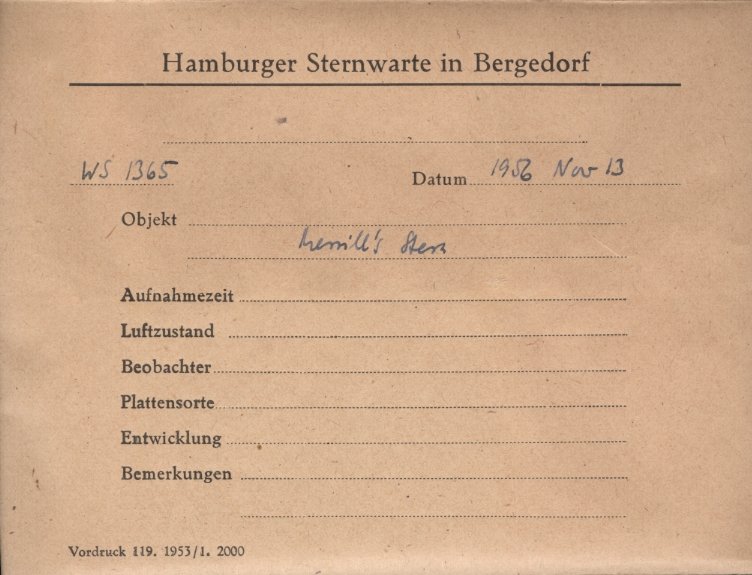 Hamburger Sternwarte in Bergedorf
WS 1365 Datum 1956 Nov 13
Objekt
Merrill's Stern
Aufnahmezeit
Luftzustand
Beobachter
Plattensorte
Entwicklung
Bemerkungen
Vordruck 119. 1953/1. 2000